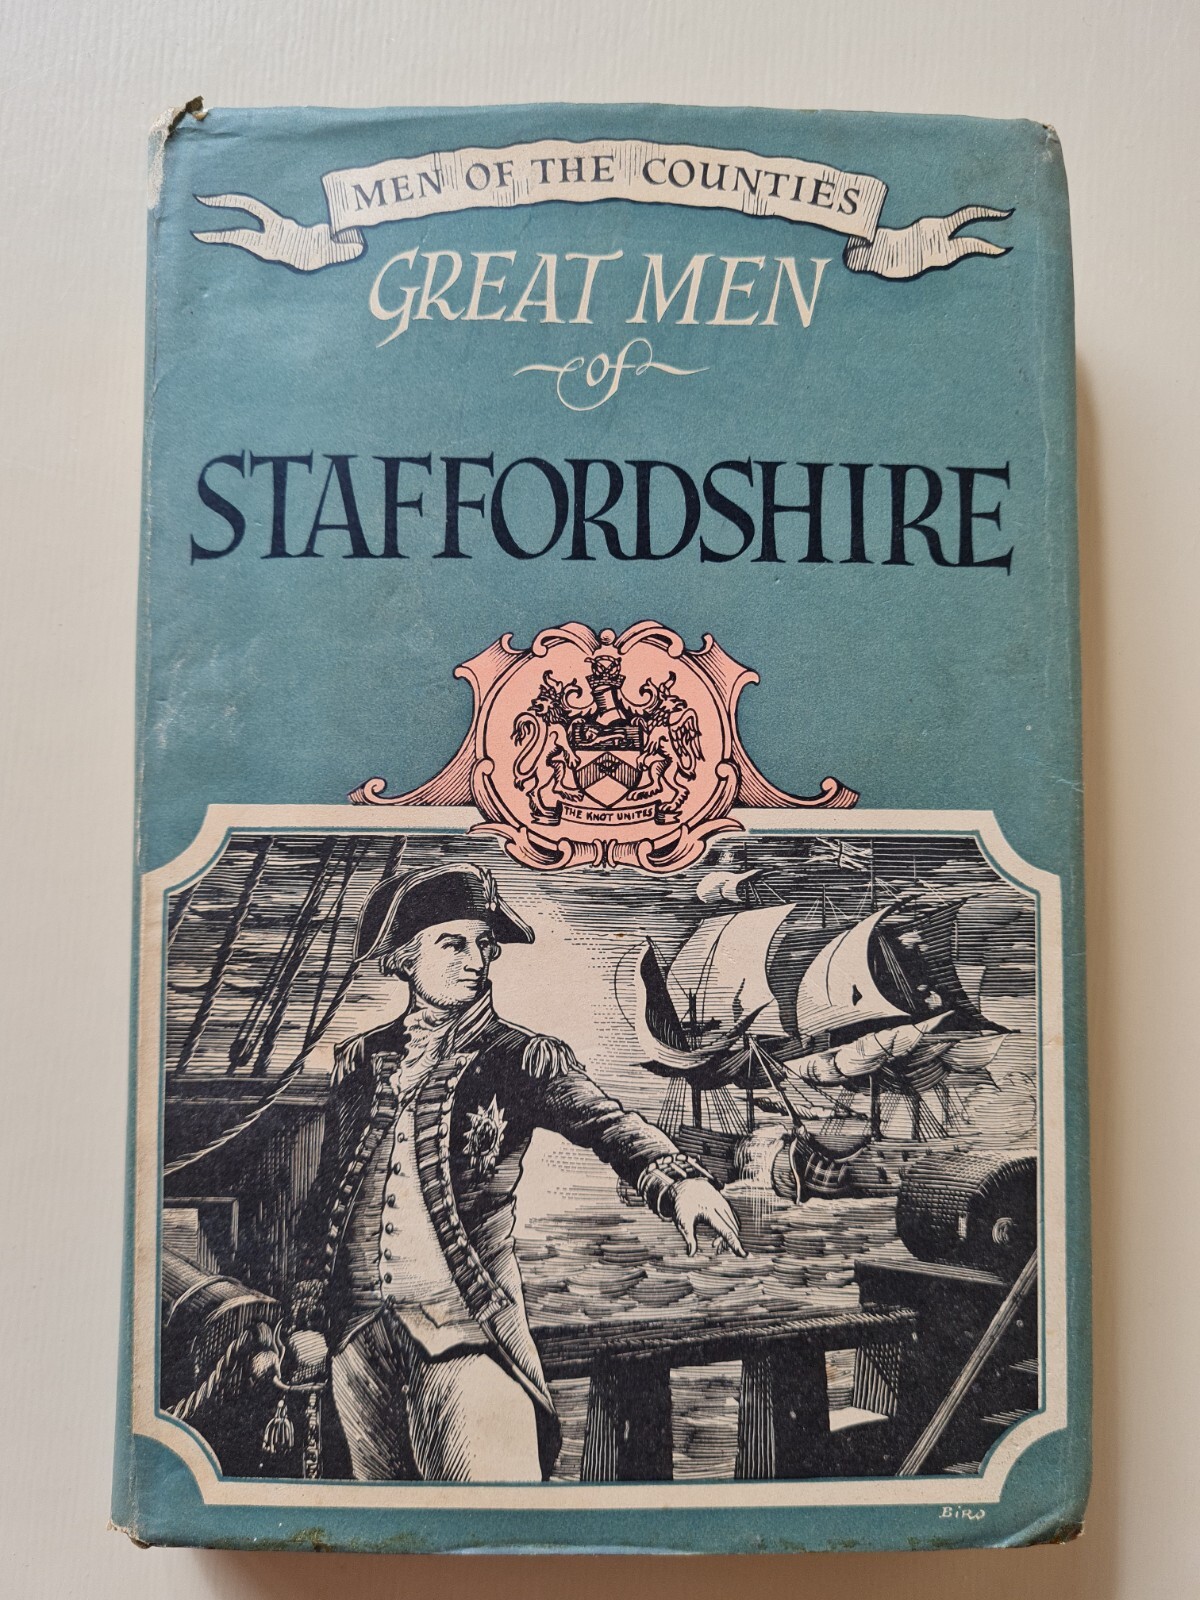 MEN OF THE COUNTIES
GREAT MEN
of
STAFFORDSHIRE
THE KNOT UNITES
BIRO